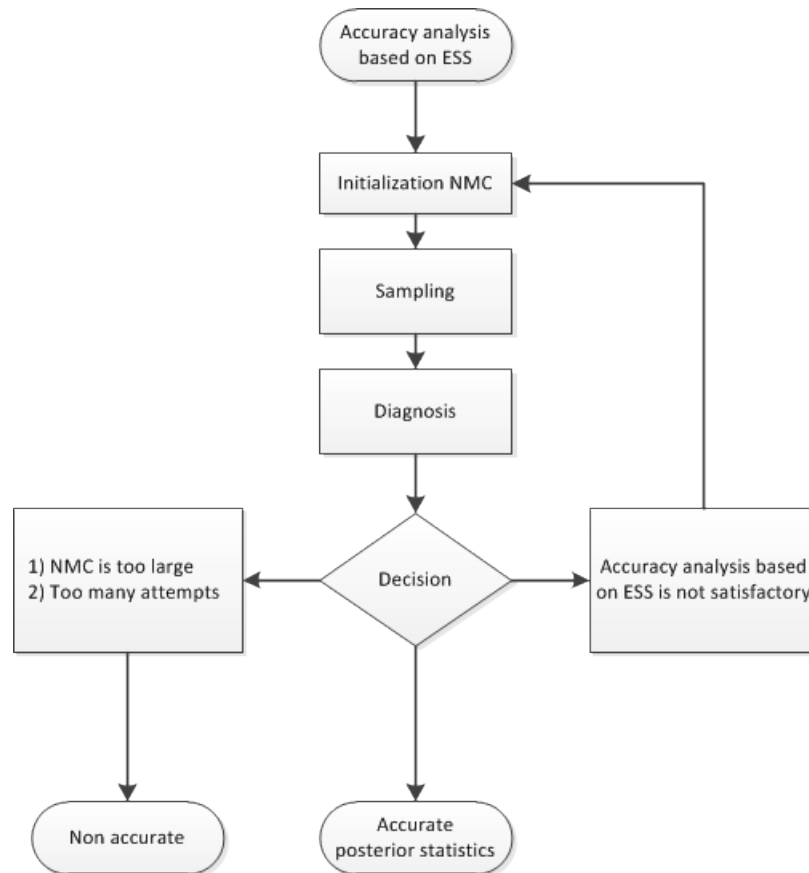 Accuracy analysis
based on ESS
Initialization NMC
Sampling
Diagnosis
1) NMC is too large
2) Too many attempts
Decision
Accuracy analysis based
on ESS is not satisfactory
Non accurate
Accurate
posterior statistics